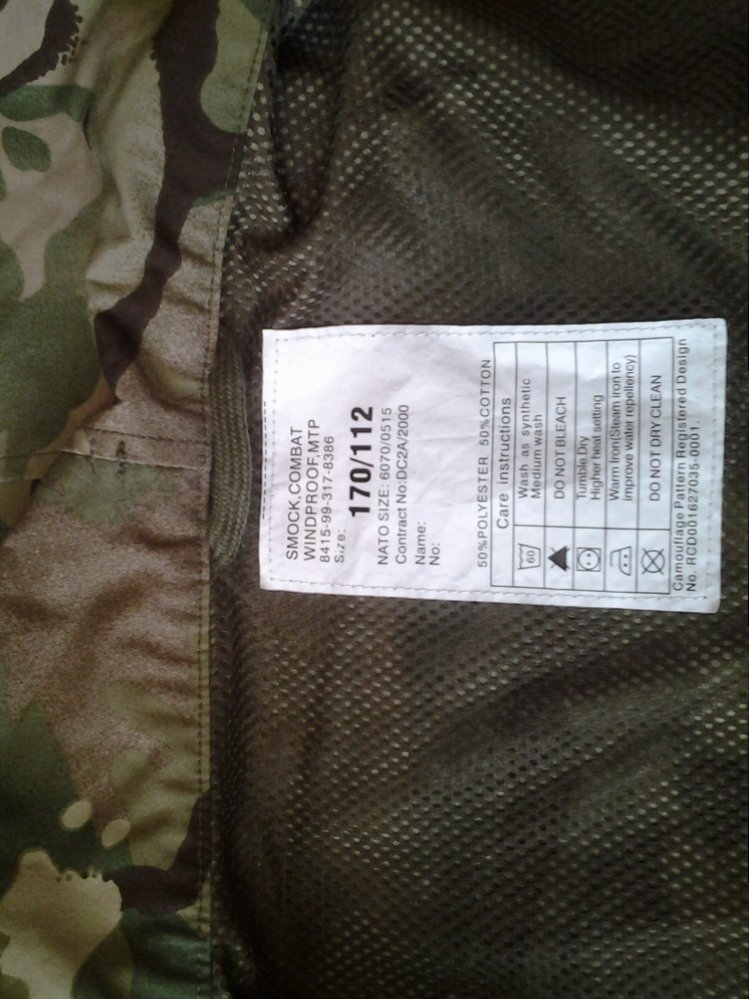 SMOCK,COMBAT
WINDPROOF,MTP
8415-99-317-8386
Size:
170/112
NATO SIZE: 6070/0515
Contract No:DC2A/2000
Name:
No:
50%POLYESTER 50%COTTON
Care instructions
60
Wash as synthetic
Medium wash
DO NOT BLEACH
Tumble Dry
Higher heat setting
Warm Iron(Steam iron to
improve water repellency)
DO NOT DRY CLEAN
Camouflage Pattern Registered Design
No. RCD001627035-0001.